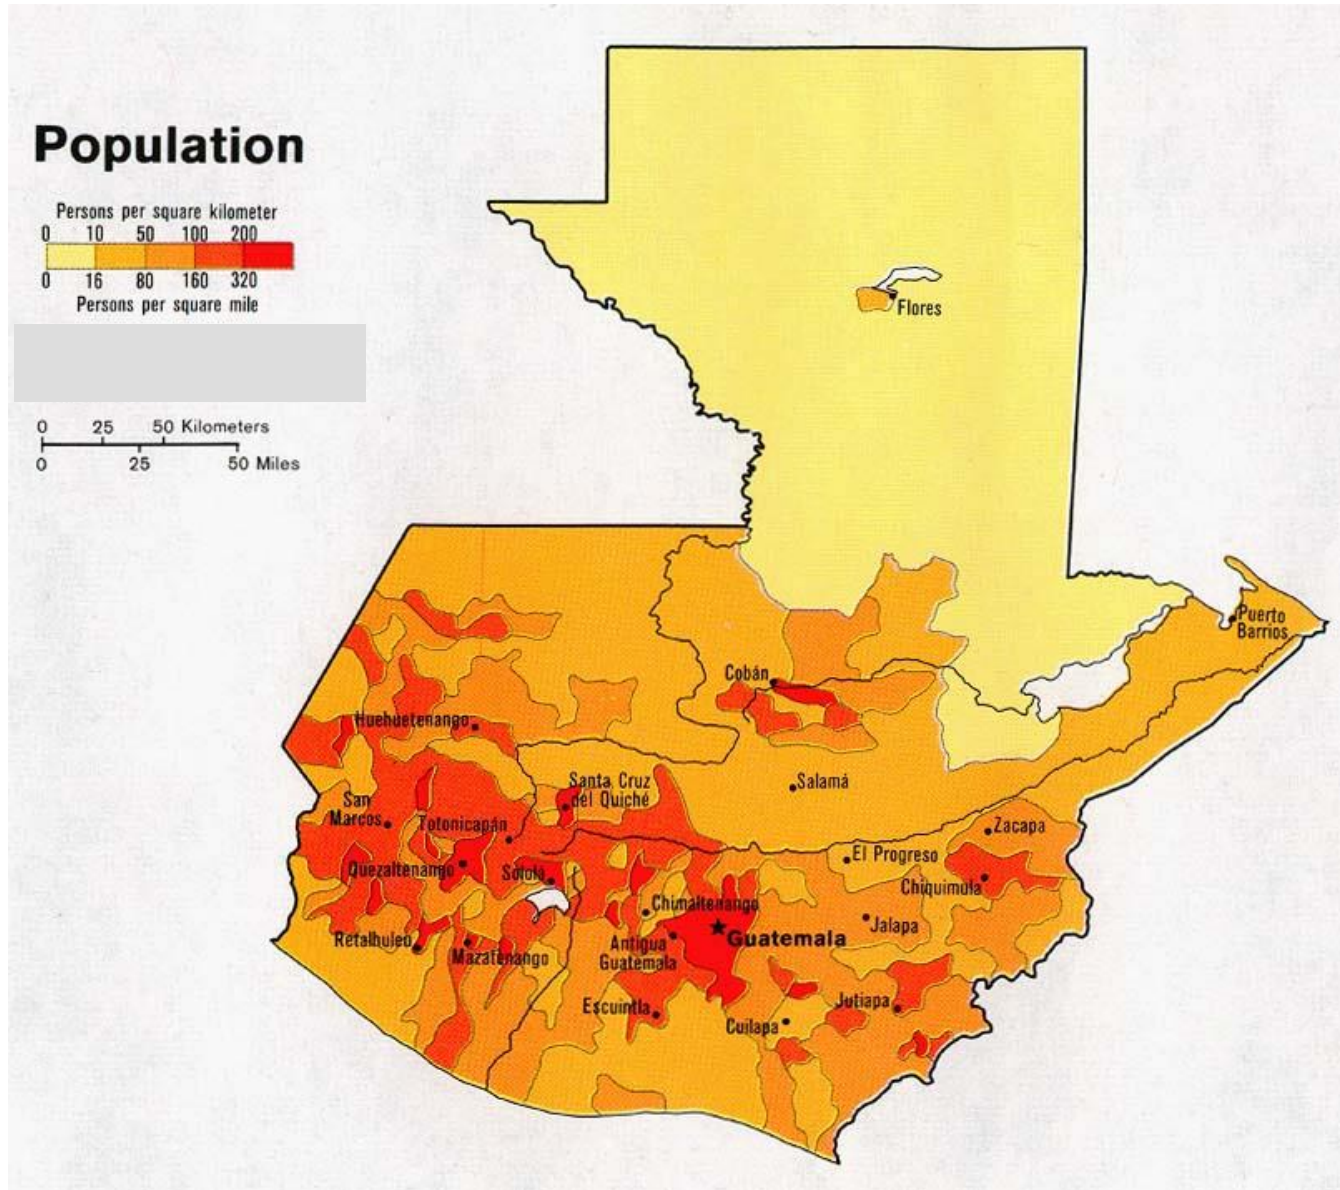 Population
Persons per square kilometer
0 10 50 100 200
0 16 80 160 320
Persons per square mile
0 25 50 Kilometers
0 25 50 Miles
Flores
Puerto
Barrios
Cobán
Huehuetenango
Santa Cruz
del Quiché
Salamá
San
Marcos
Totonicapán
Zacapa
El Progreso
Quezaltenango
Sololá
Chiquimula
Chimaltenango
Jalapa
Guatemala
Retalhuleu
Antigua
Guatemala
Mazatenango
Escuintla
Jutiapa
Cuilapa